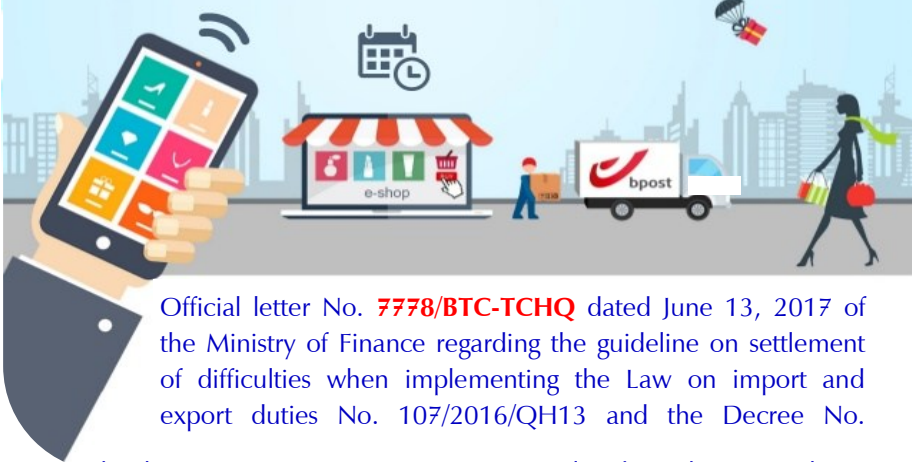 e-shop
BUY
bpost
Official letter No. 7778/BTC-TCHQ dated June 13, 2017 of
the Ministry of Finance regarding the guideline on settlement
of difficulties when implementing the Law on import and
export duties No. 107/2016/QH13 and the Decree No.